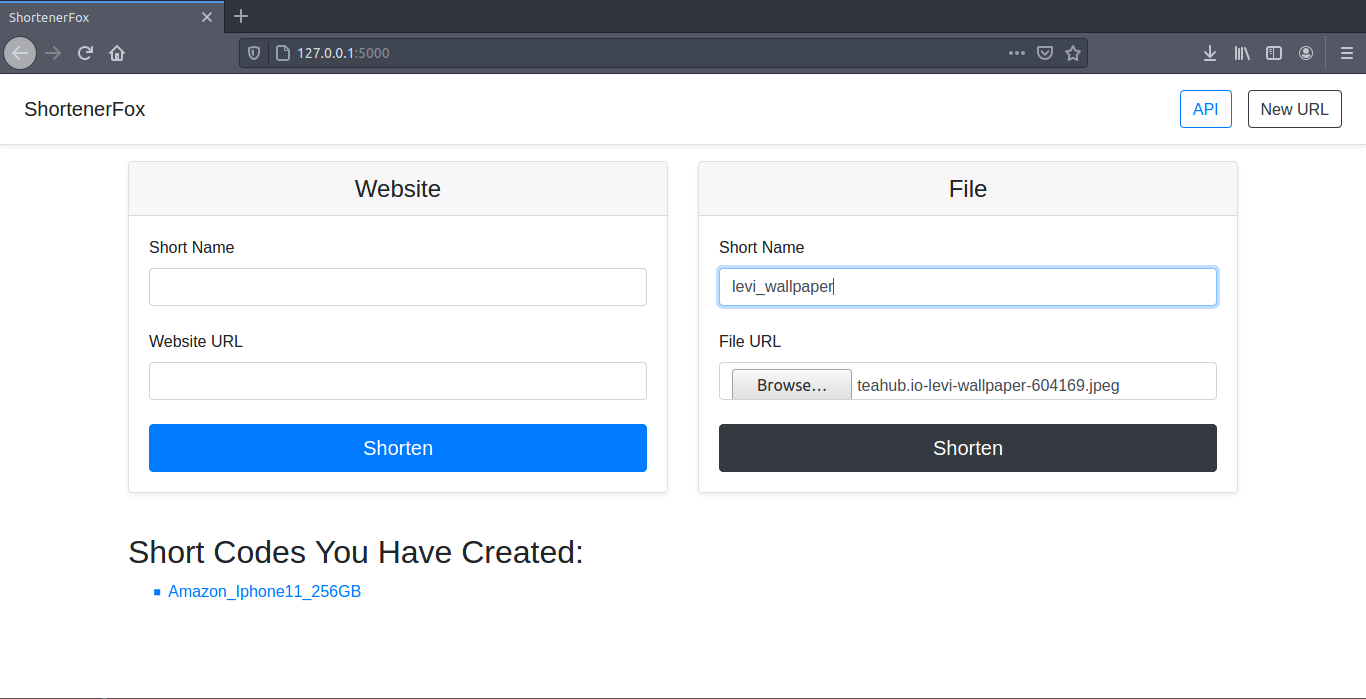 ShortenerFox
127.0.0.1:5000
ShortenerFox
API
New URL
Website
Short Name
Website URL
Shorten
File
Short Name
levi_wallpaper
File URL
Browse... teahub.io-levi-wallpaper-604169.jpeg
Shorten
Short Codes You Have Created:
Amazon_Iphone11_256GB